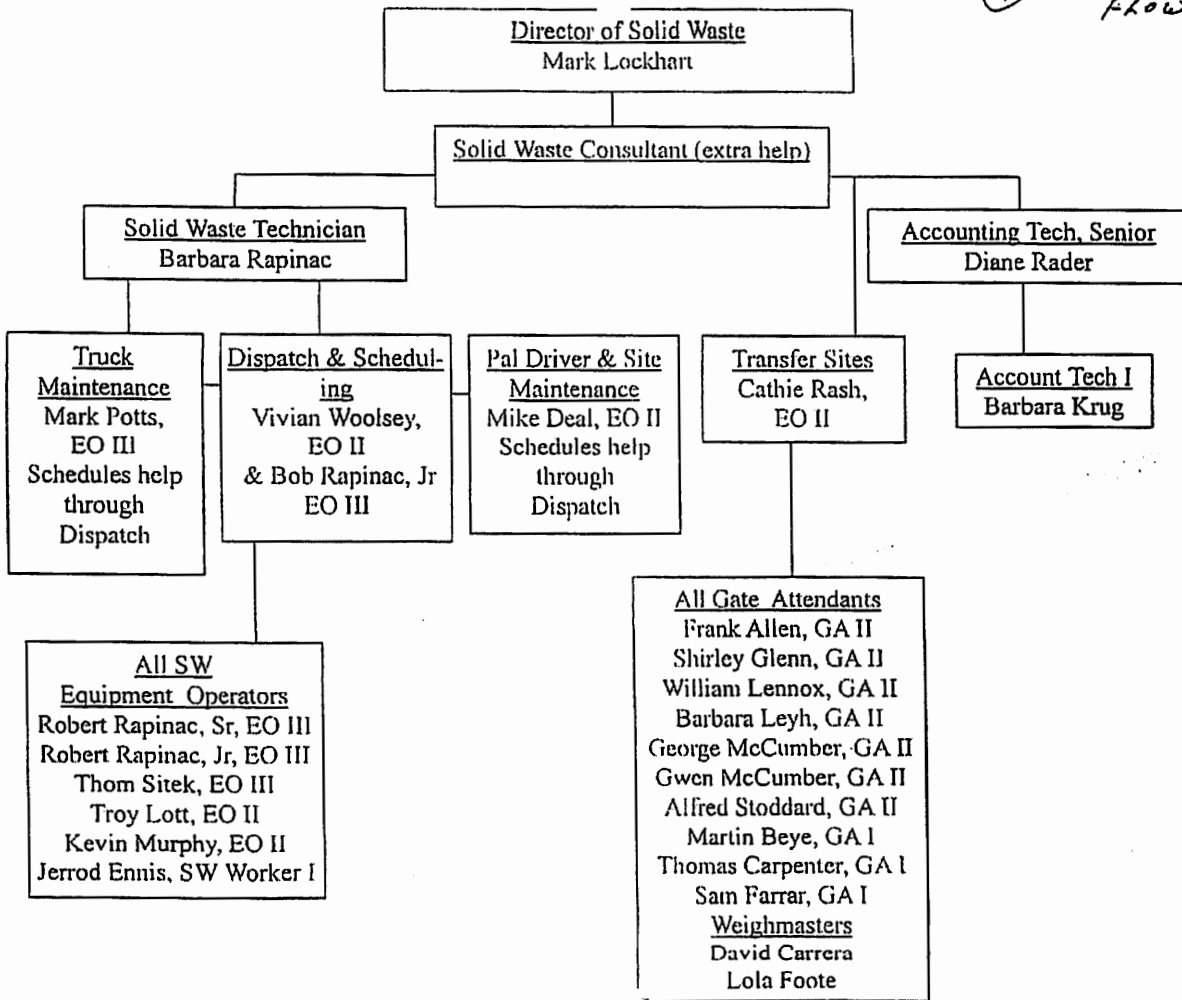 Flow
Director of Solid Waste
Mark Lockhart
Solid Waste Consultant (extra help)
Solid Waste Technician
Barbara Rapinac
Accounting Tech, Senior
Diane Rader
Truck
Maintenance
Mark Potts,
EO III
Schedules help
through
Dispatch
Dispatch & Schedul-
ing
Vivian Woolsey,
EO II
& Bob Rapinac, Jr
EO III
Pal Driver & Site
Maintenance
Mike Deal, EO II
Schedules help
through
Dispatch
Transfer Sites
Cathie Rash,
EO II
Account Tech I
Barbara Krug
All SW
Equipment Operators
Robert Rapinac, Sr, EO III
Robert Rapinac, Jr, EO III
Thom Sitek, EO III
Troy Lott, EO II
Kevin Murphy, EO II
Jerrod Ennis, SW Worker I
All Gate Attendants
Frank Allen, GA II
Shirley Glenn, GA II
William Lennox, GA II
Barbara Leyh, GA II
George McCumber, GA II
Gwen McCumber, GA II
Alfred Stoddard, GA II
Martin Beye, GA I
Thomas Carpenter, GA I
Sam Farrar, GA I
Weighmasters
David Carrera
Lola Foote